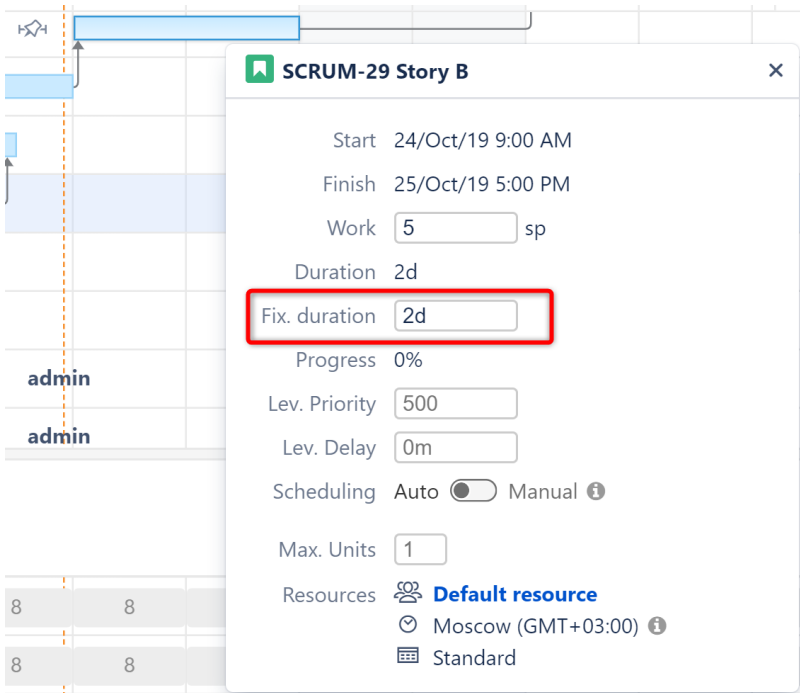 SCRUM-29 Story B
Start 24/Oct/19 9:00 AM
Finish 25/Oct/19 5:00 PM
Work 5 sp
Duration 2d
Fix. duration 2d
Progress 0%
admin
Lev. Priority 500
admin
Lev. Delay 0m
Scheduling Auto Manual
Max. Units 1
Resources Default resource
8 8
Moscow (GMT+03:00)
Standard
8 8